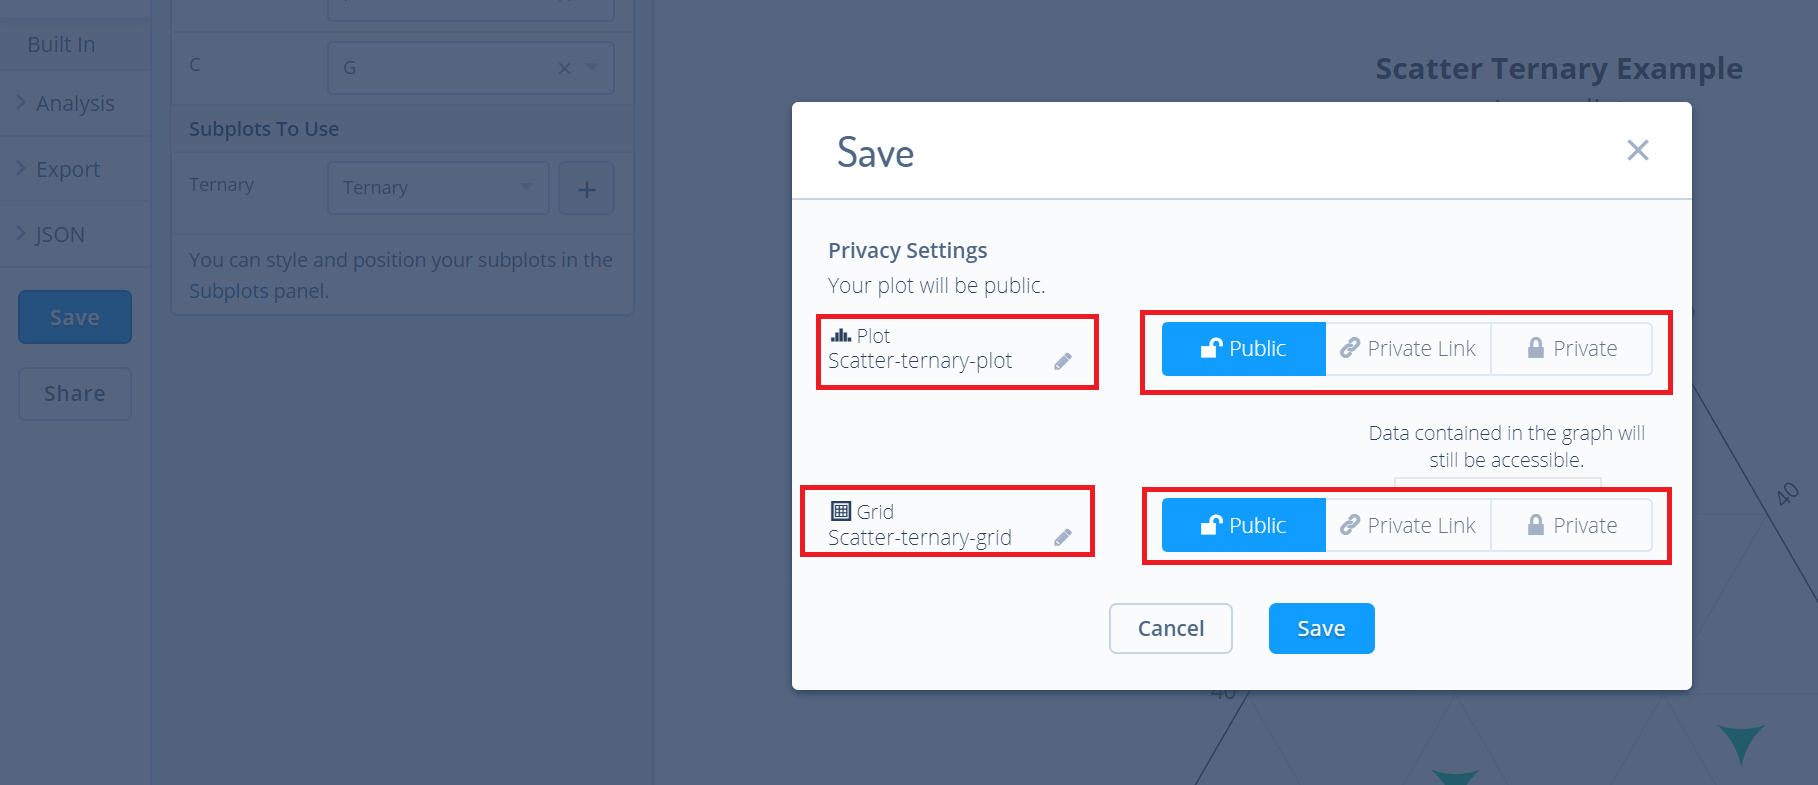 Built In
Analysis
Export
JSON
Save
Share
C
G
Subplots To Use
Ternary
Ternary
You can style and position your subplots in the
Subplots panel.
Scatter Ternary Example
Save
Privacy Settings
Your plot will be public.
Plot
Scatter-ternary-plot
Public
Private Link
Private
Data contained in the graph will
still be accessible.
Grid
Scatter-ternary-grid
Public
Private Link
Private
Cancel
Save
40
40